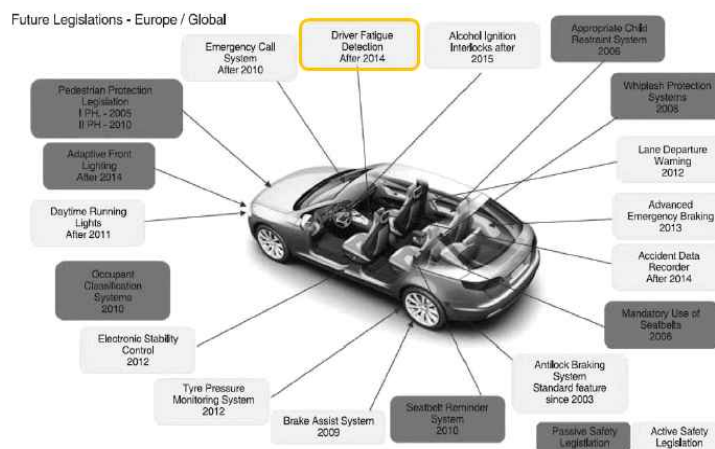 Future Legislations - Europe / Global
Emergency Call
System
After 2010
Driver Fatigue
Detection
After 2014
Alcohol Ignition
Interlocks after
2015
Appropriate Child
Restraint System
2006
Pedestrian Protection
Legislation
I PH. - 2005
II PH - 2010
Whiplash Protection
Systems
2008
Adaptive Front
Lighting
After 2014
Lane Departure
Warning
2012
Daytime Running
Lights
After 2011
Advanced
Emergency Braking
2013
Accident Data
Recorder
After 2014
Occupant
Classification
Systems
2010
Mandatory Use of
Seatbelts
2006
Electronic Stability
Control
2012
Antilock Braking
System
Standard feature
since 2003
Tyre Pressure
Monitoring System
2012
Brake Assist System
2009
Seatbelt Reminder
System
2010
Passive Safety
Legistlation
Active Safety
Legislation